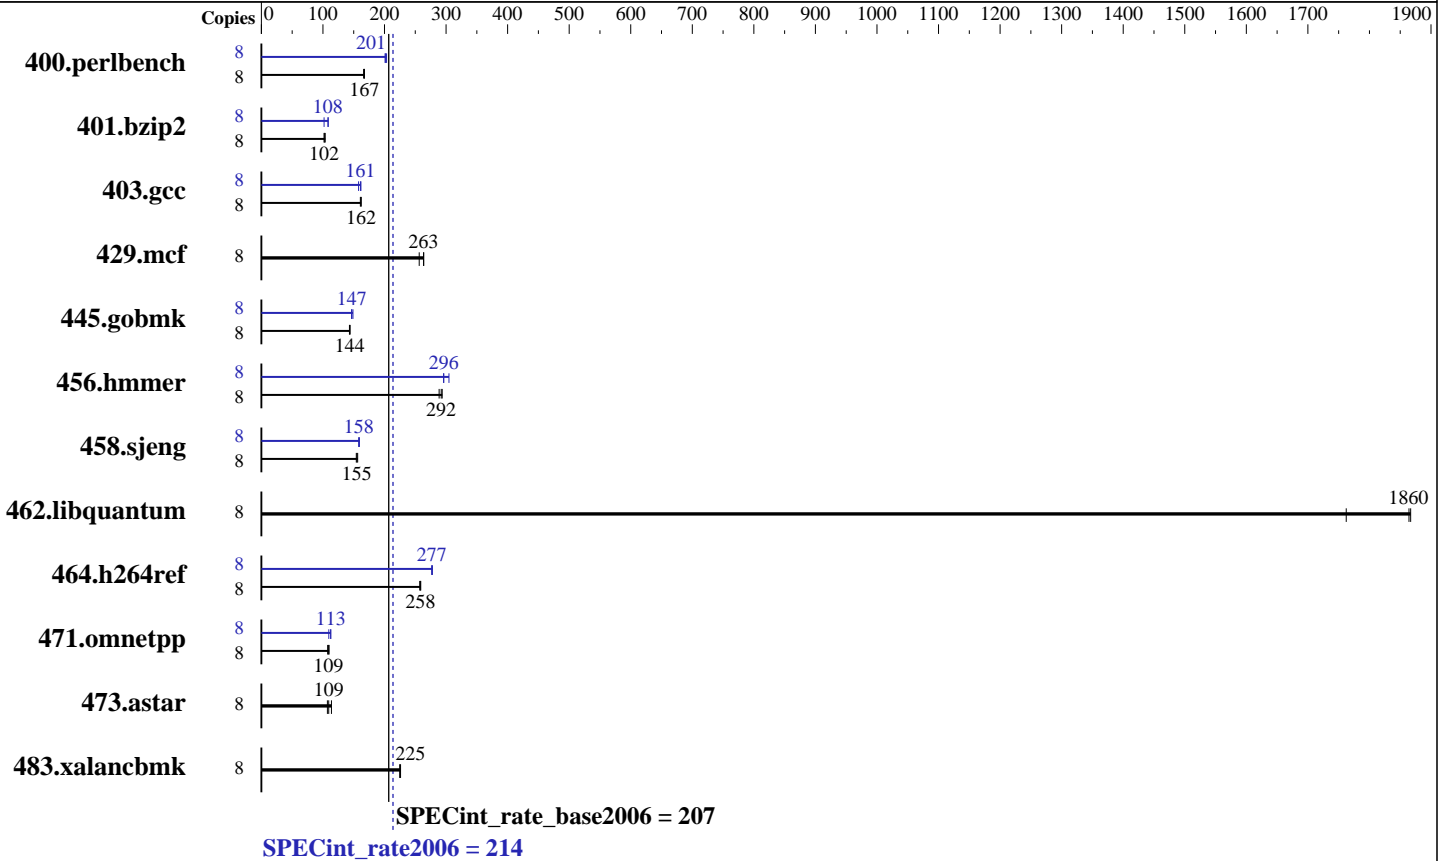 Copies 0 100 200 300 400 500 600 700 800 900 1000 1100 1200 1300 1400 1500 1600 1700 1900
400.perlbench 8 201
8 167
401.bzip2 8 108
8 102
403.gcc 8 161
8 162
429.mcf 8 263
445.gobmk 8 147
8 144
456.hmmer 8 296
8 292
458.sjeng 8 158
8 155
462.libquantum 8 1860
464.h264ref 8 277
8 258
471.omnetpp 8 113
8 109
473.astar 8 109
483.xalancbmk 8 225
SPECint_rate_base2006 = 207
SPECint_rate2006 = 214